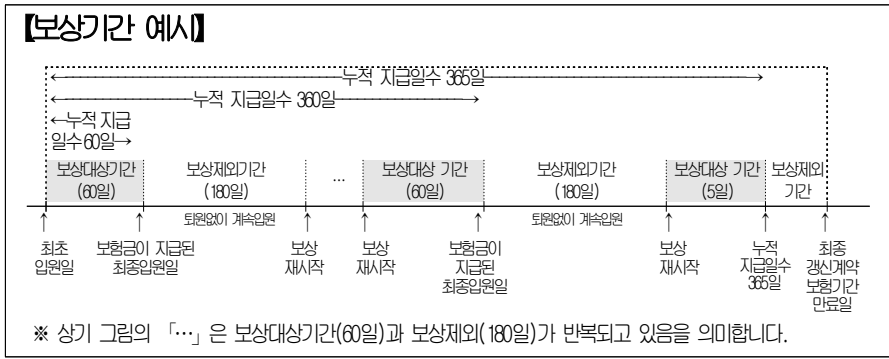 【보상기간 예시】
←누적 지급일수 365일→
←누적 지급일수 360일→
←누적 지급
일수 60일→
보상대상기간
(60일)
보상제외기간
(180일)
...
보상대상 기간
(60일)
보상제외기간
(180일)
보상대상 기간
(5일)
보상제외
기간
퇴원없이 계속입원
퇴원없이 계속입원
↑
최초
입원일
↑
보험금이 지급된
최종입원일
↑
보상
재시작
↑
보상
재시작
↑
보험금이
지급된
최종입원일
↑
보상
재시작
↑
누적
지급일수
365일
↑
최종
갱신계약
보험기간
만료일
※ 상기 그림의 「…」은 보상대상기간(60일)과 보상제외(180일)가 반복되고 있음을 의미합니다.